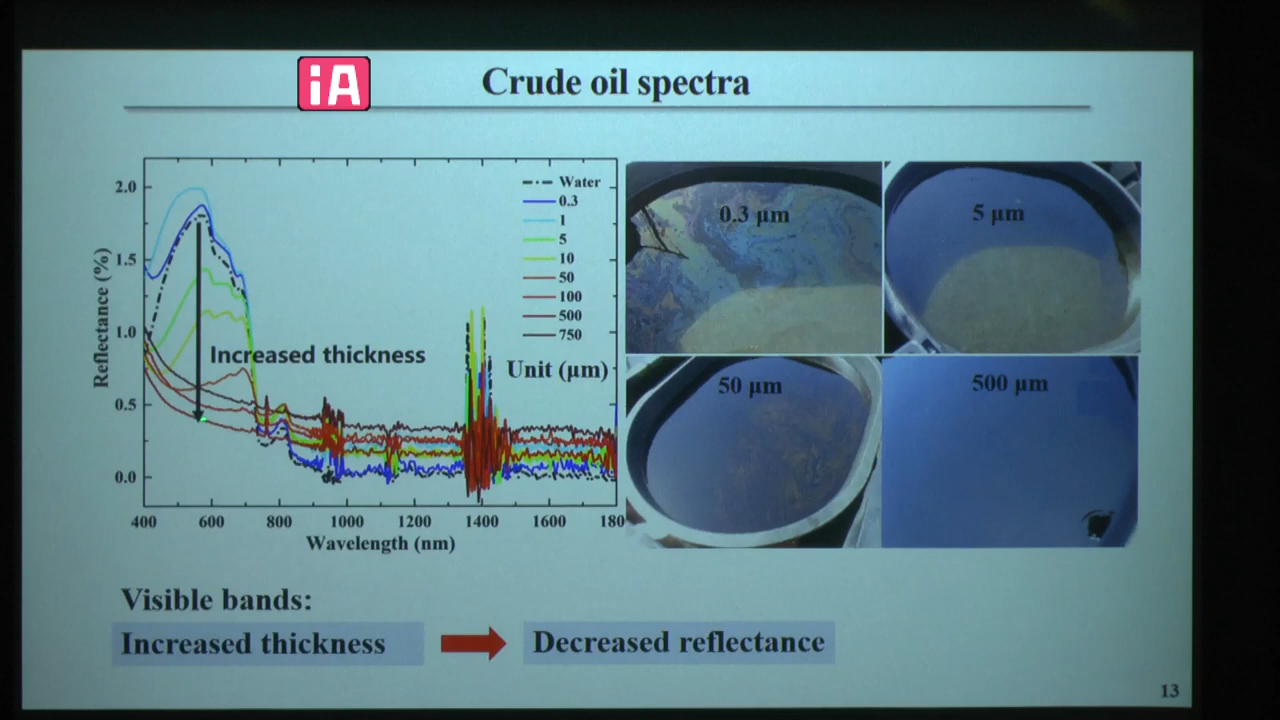 iA
Crude oil spectra
2.0
1.5
1.0
0.5
0.0
Reflectance (%)
400 600 800 1000 1200 1400 1600 180
Wavelength (nm)
Water
0.3
1
5
10
50
100
500
750
Unit (μm)
Increased thickness
0.3 μm
5 μm
50 μm
500 μm
Visible bands:
Increased thickness
Decreased reflectance
13